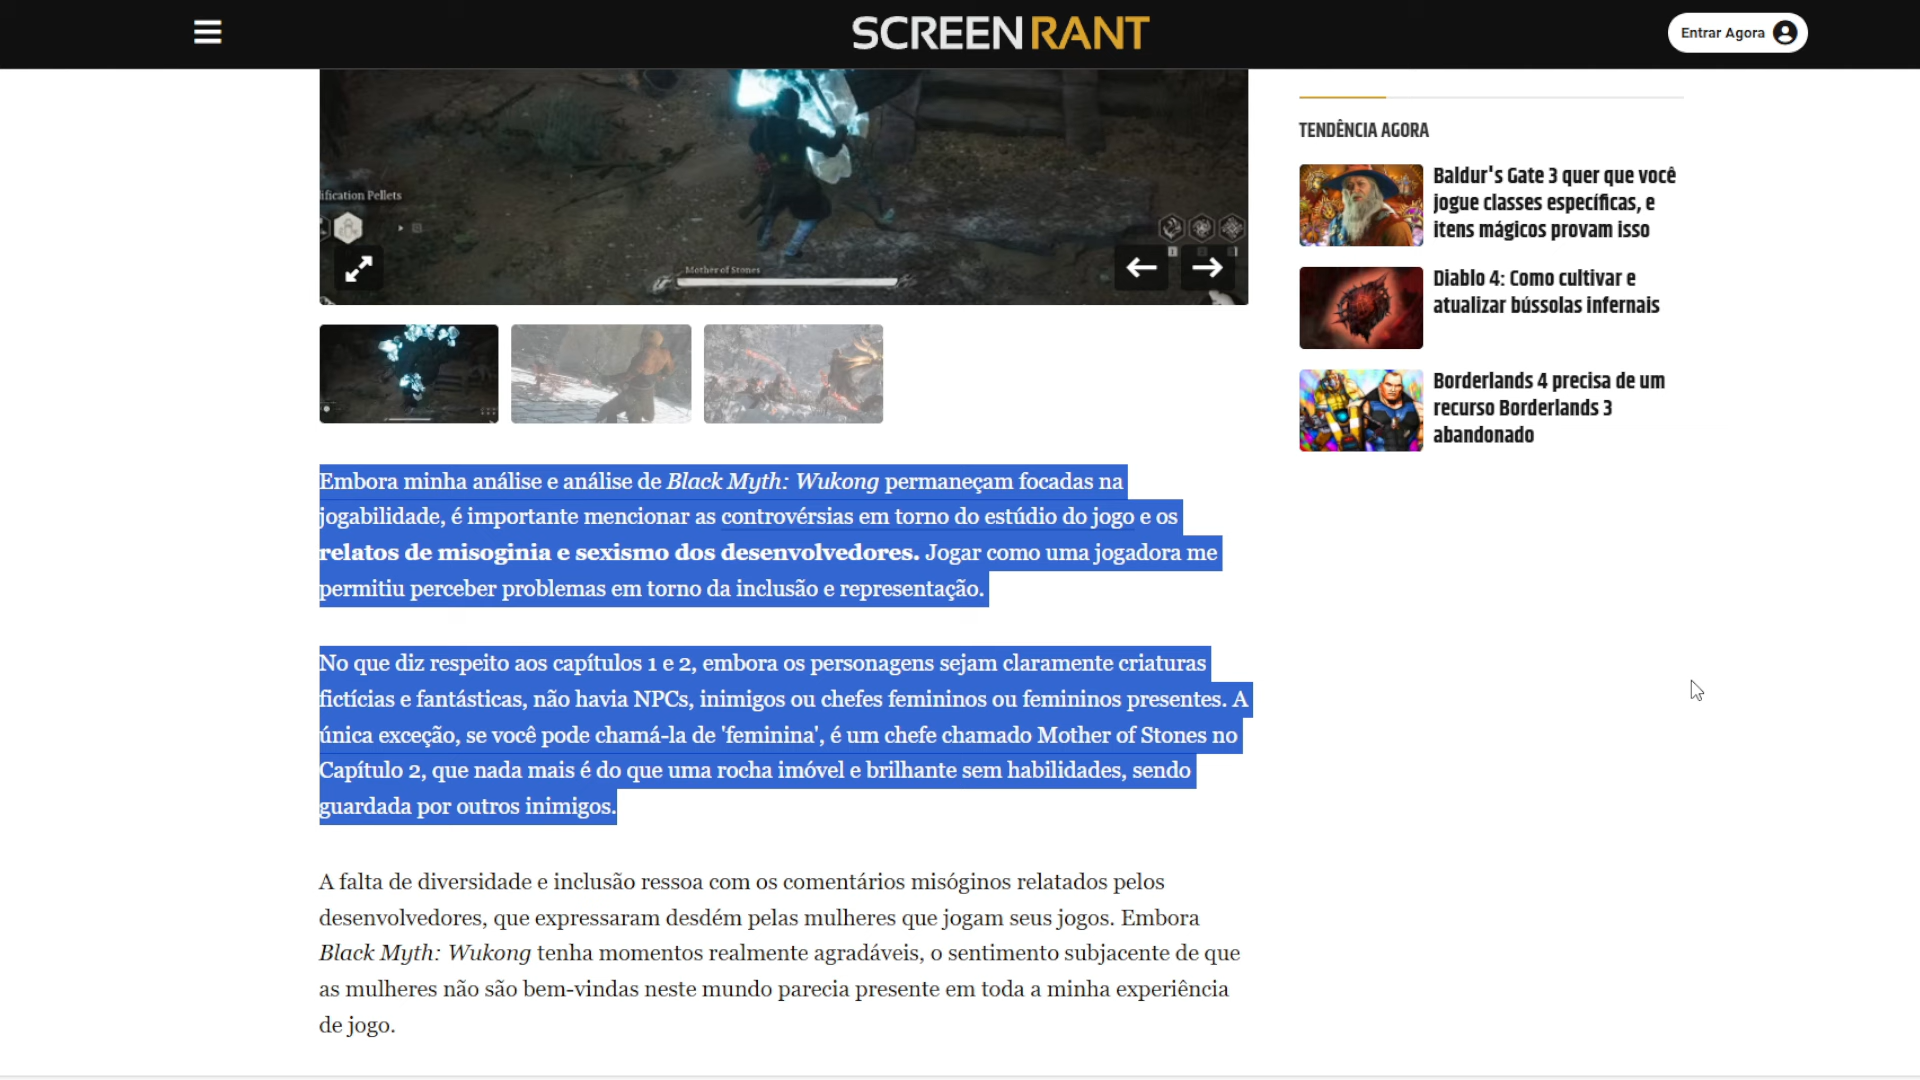 SCREENRANT
Entrar Agora
ification Pellets
Mother of Stones
TENDÊNCIA AGORA
Baldur's Gate 3 quer que você
jogue classes específicas, e
itens mágicos provam isso
Diablo 4: Como cultivar e
atualizar bússolas infernais
Borderlands 4 precisa de um
recurso Borderlands 3
abandonado
Embora minha análise e análise de Black Myth: Wukong permaneçam focadas na
jogabilidade, é importante mencionar as controvérsias em torno do estúdio do jogo e os
relatos de misoginia e sexismo dos desenvolvedores. Jogar como uma jogadora me
permitiu perceber problemas em torno da inclusão e representação.
No que diz respeito aos capítulos 1 e 2, embora os personagens sejam claramente criaturas
fictícias e fantásticas, não havia NPCs, inimigos ou chefes femininos ou femininos presentes. A
única exceção, se você pode chamá-la de 'feminina', é um chefe chamado Mother of Stones no
Capítulo 2, que nada mais é do que uma rocha imóvel e brilhante sem habilidades, sendo
guardada por outros inimigos.
A falta de diversidade e inclusão ressoa com os comentários misóginos relatados pelos
desenvolvedores, que expressaram desdém pelas mulheres que jogam seus jogos. Embora
Black Myth: Wukong tenha momentos realmente agradáveis, o sentimento subjacente de que
as mulheres não são bem-vindas neste mundo parecia presente em toda a minha experiência
de jogo.